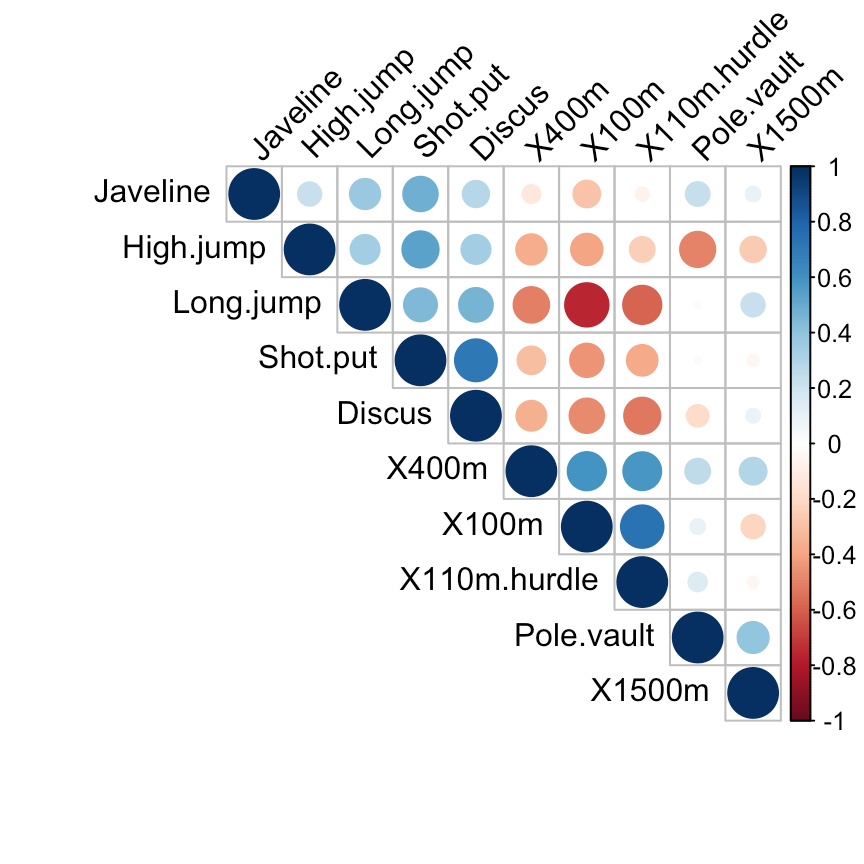 Javeline
High.jump
Long.jump
Shot.put
Discus
X400m
X100m
X110m.hurdle
Pole.vault
X1500m
Javeline
High.jump
Long.jump
Shot.put
Discus
X400m
X100m
X110m.hurdle
Pole.vault
X1500m
1
0.8
0.6
0.4
0.2
0
-0.2
-0.4
-0.6
-0.8
-1